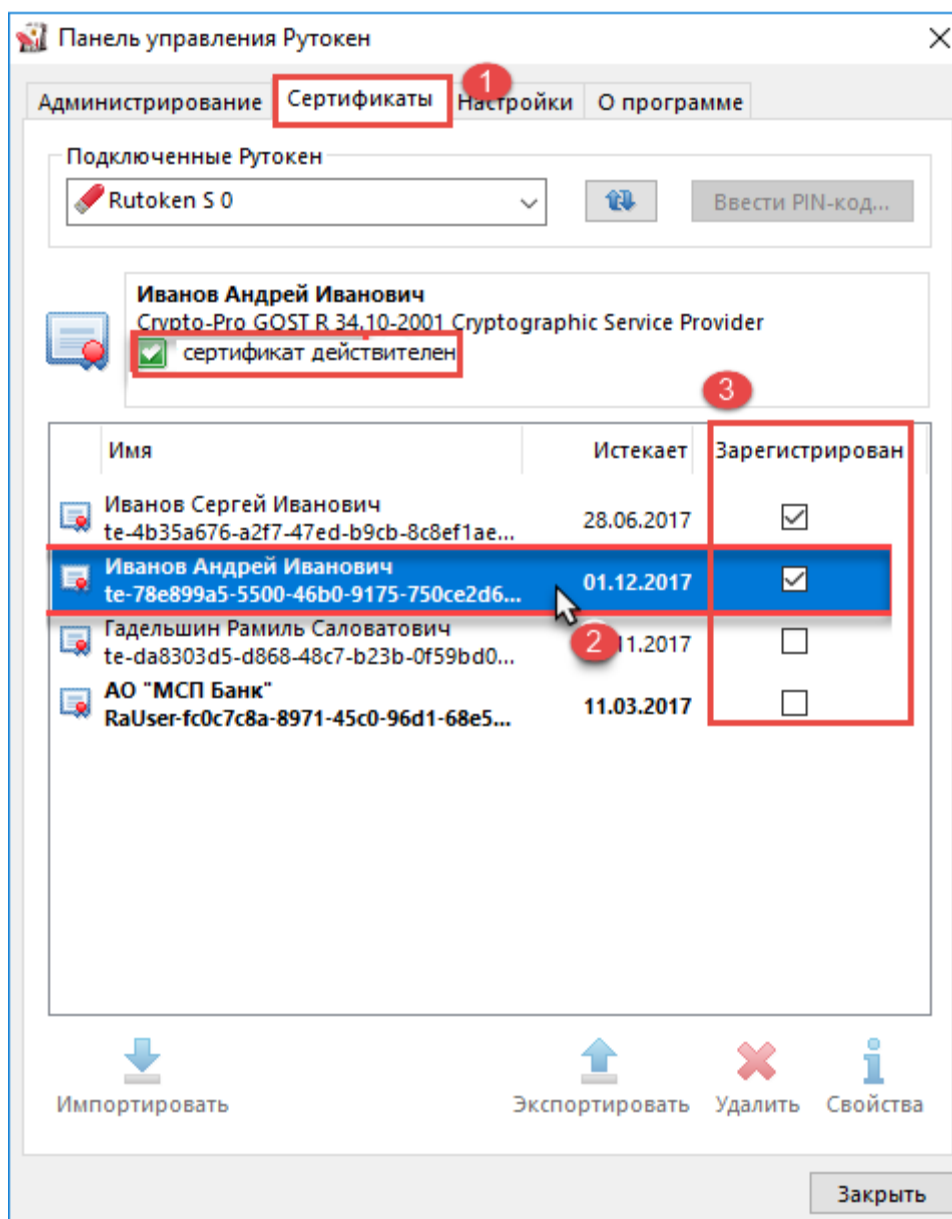 Панель управления Рутокен
1
Администрирование Сертификаты Настройки О программе
Подключенные Рутокен
Rutoken S 0 Ввести PIN-код...
Иванов Андрей Иванович
Crypto-Pro GOST R 34.10-2001 Cryptographic Service Provider
сертификат действителен
3
Имя Истекает Зарегистрирован
Иванов Сергей Иванович
te-4b35a676-a2f7-47ed-b9cb-8c8ef1ae... 28.06.2017
Иванов Андрей Иванович
te-78e899a5-5500-46b0-9175-750ce2d6... 01.12.2017
Гадельшин Рамиль Саловатович
te-da8303d5-d868-48c7-b23b-0f59bd0... 2 11.2017
АО "МСП Банк"
RaUser-fc0c7c8a-8971-45c0-96d1-68e5... 11.03.2017
Импортировать Экспортировать Удалить Свойства
Закрыть